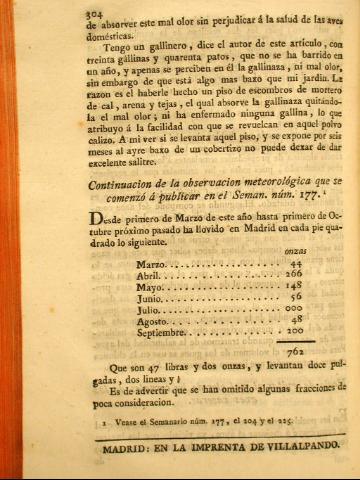 304
de absorver este mal olor sin perjudicar á la salud de las aves
domésticas.
Tengo un gallinero, dice el autor de este artículo, con
treinta gallinas y quarenta patos, que no se ha barrido en
un año, y apenas se perciben en él la gallinaza, ni mal olor,
sin embargo de que está algo mas baxo que mi jardin. La
razon es el haberle hecho un piso de escombros de mortero
de cal, arena y tejas, el qual absorve la gallinaza quitándo-
la el mal olor; ni ha enfermado ninguna gallina, lo que
atribuyo á la facilidad con que se revuelcan en aquel polvo
calizo. A mi ver si se levanta aquel piso, y se expone por seis
meses al ayre baxo de un cobertizo no puede dexar de dar
excelente salitre.
Continuacion de la observacion meteorológica que se
comenzó á publicar en el Seman. núm. 177. 1
Desde primero de Marzo de este año hasta primero de Oc-
tubre próximo pasado ha llovido en Madrid en cada pie qua-
drado lo siguiente.
onzas
Marzo. . . . . . . . . . . . . . . . 44
Abril. . . . . . . . . . . . . . . . 266
Mayo. . . . . . . . . . . . . . . . 148
Junio. . . . . . . . . . . . . . . . 56
Julio. . . . . . . . . . . . . . . . 000
Agosto. . . . . . . . . . . . . . . 48
Septiembre. . . . . . . . . . . . 200
762
Que son 47 libras y dos onzas, y levantan doce pul-
gadas, dos lineas y
Es de advertir que se han omitido algunas fracciones de
poca consideracion.
1 Vease el Semanario núm. 177, el 204 y el 225.
MADRID: EN LA IMPRENTA DE VILLALPANDO.